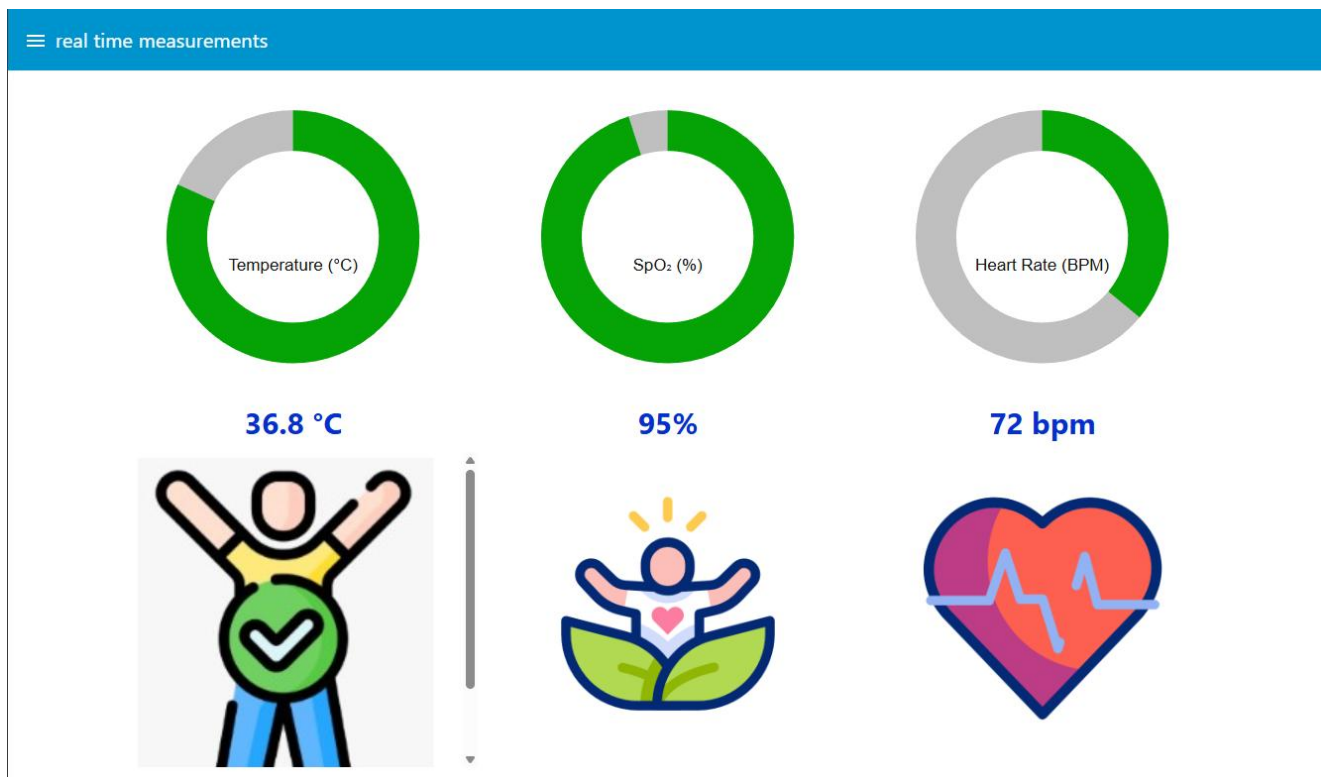 real time measurements
Temperature (°C)
SpO₂ (%)
Heart Rate (BPM)
36.8 °C
95%
72 bpm